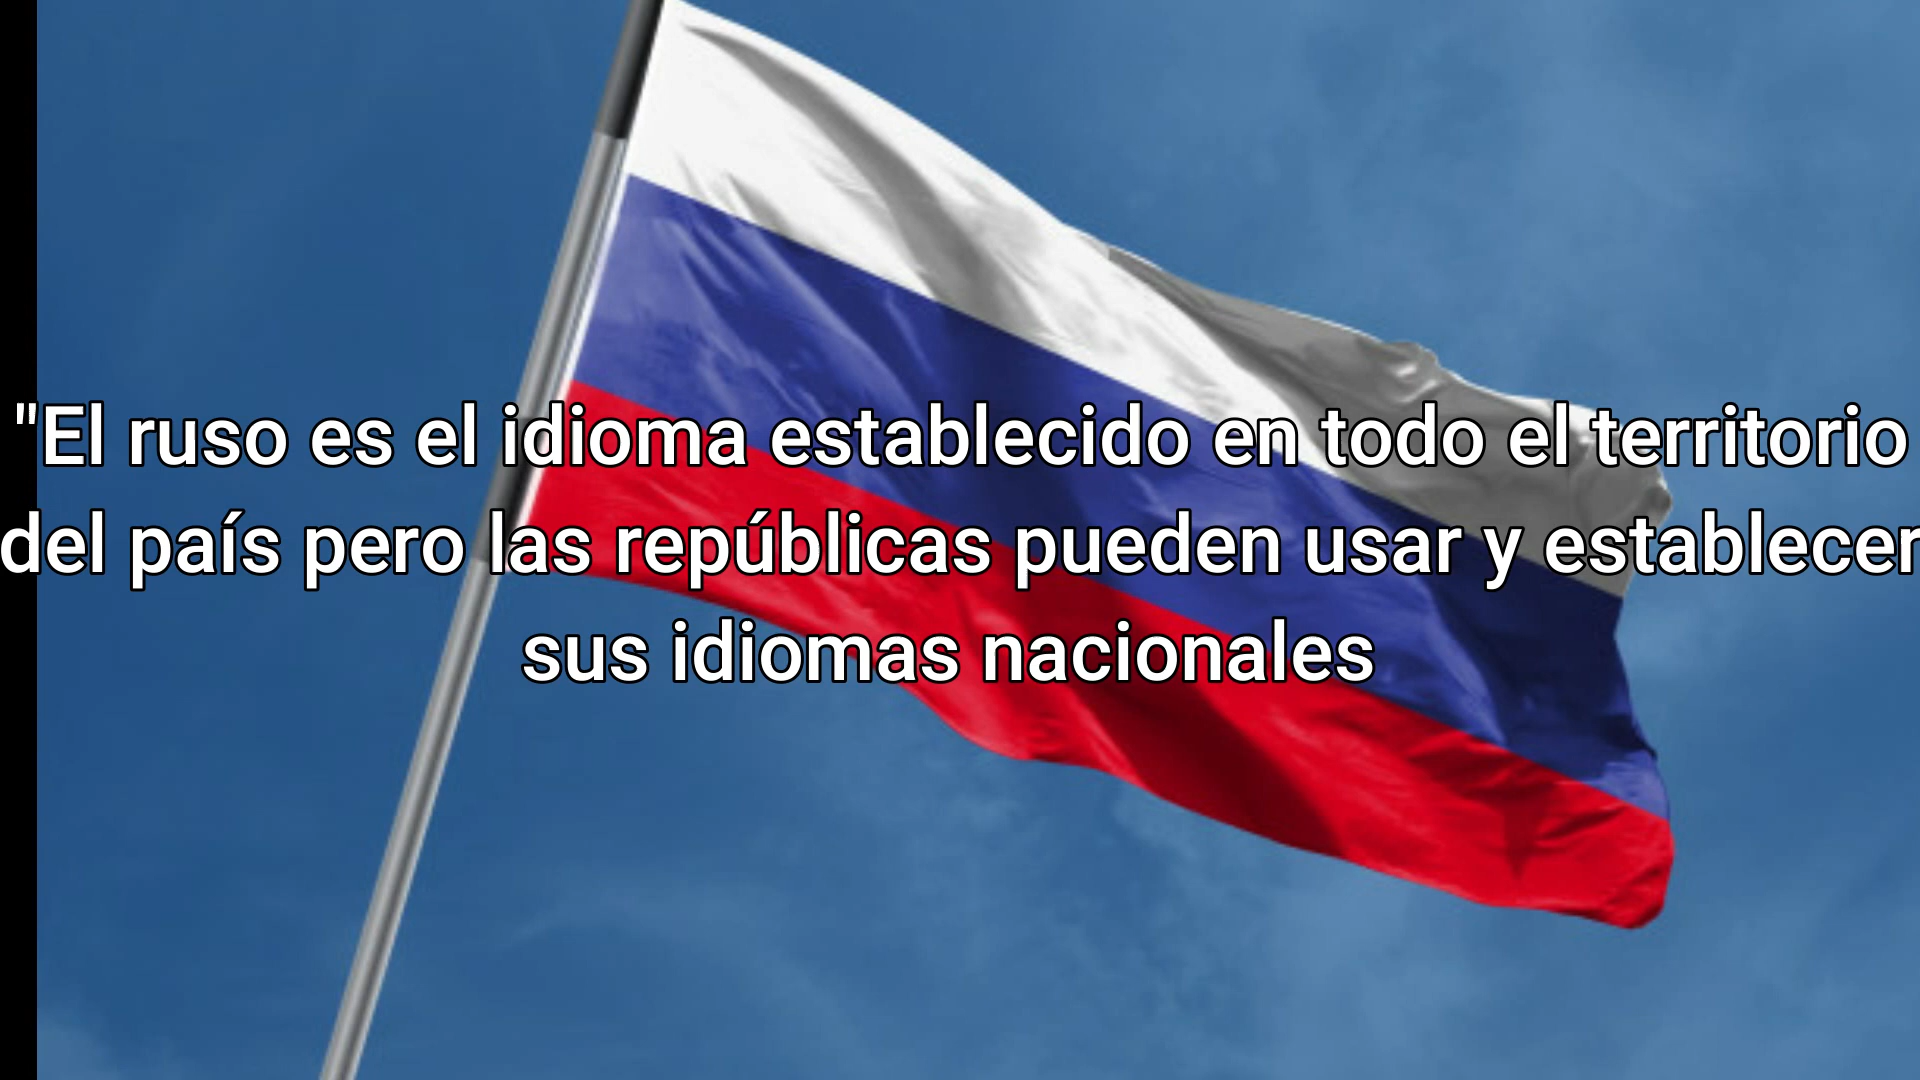 "El ruso es el idioma establecido en todo el territorio
del país pero las repúblicas pueden usar y establecer
sus idiomas nacionales